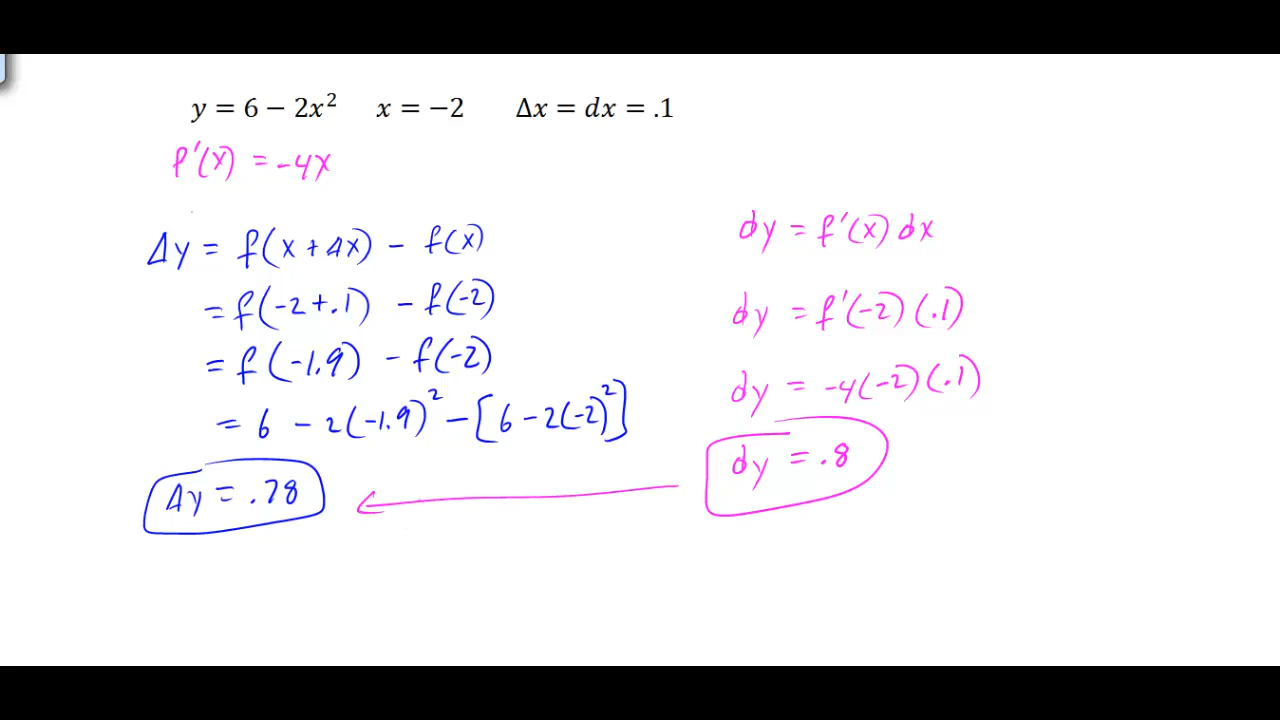 y = 6 − 2x² x = −2 Δx = dx = .1
f'(x) = -4x
Δy = f(x + Δx) - f(x)
= f(-2 + .1) - f(-2)
= f(-1.9) - f(-2)
= 6 - 2(-1.9)² - [6 - 2(-2)²]
Δy = .78
dy = f'(x) dx
dy = f'(-2)(.1)
dy = -4(-2)(.1)
dy = .8